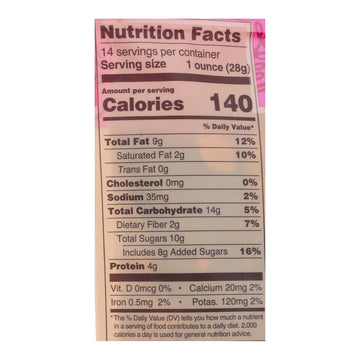 Nutrition Facts
14 servings per container
Serving size 1 ounce (28g)
Amount per serving
Calories 140
% Daily Value*
Total Fat 9g 12%
Saturated Fat 2g 10%
Trans Fat 0g
Cholesterol 0mg 0%
Sodium 35mg 2%
Total Carbohydrate 14g 5%
Dietary Fiber 2g 7%
Total Sugars 10g
Includes 8g Added Sugars 16%
Protein 4g
Vit. D 0mcg 0% • Calcium 20mg 2%
Iron 0.5mg 2% • Potas. 120mg 2%
*The % Daily Value (DV) tells you how much a nutrient
in a serving of food contributes to a daily diet. 2,000
calories a day is used for general nutrition advice.